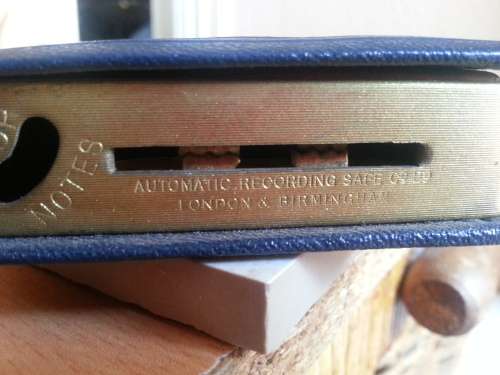 NOTES
AUTOMATIC RECORDING SAFE CO. LTD
LONDON & BIRMINGHAM